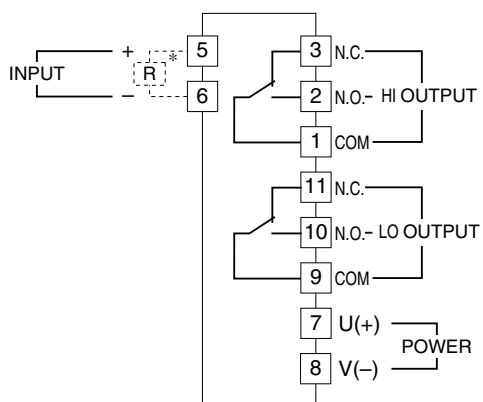 INPUT
+
R
*
–
5
6
3 N.C.
2 N.O. HI OUTPUT
1 COM
11 N.C.
10 N.O. LO OUTPUT
9 COM
7 U(+)
8 V(–)
POWER